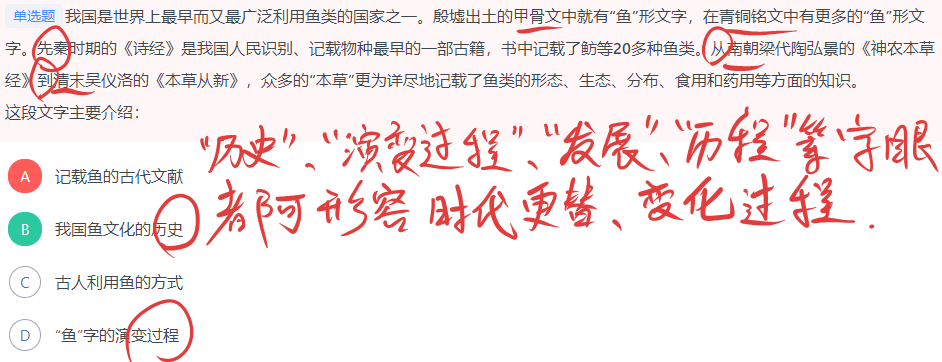 单选题 我国是世界上最早而又最广泛利用鱼类的国家之一。殷墟出土的甲骨文中就有“鱼”形文字，在青铜铭文中有更多的“鱼”形文
字。先秦时期的《诗经》是我国人民识别、记载物种最早的一部古籍，书中记载了鲂等20多种鱼类。从南朝梁代陶弘景的《神农本草
经》到清末吴仪洛的《本草从新》，众多的“本草”更为详尽地记载了鱼类的形态、生态、分布、食用和药用等方面的知识。
这段文字主要介绍：
“历史”、“演变过程”、“发展”、“历程”等字眼
A 记载鱼的古代文献
都阿形容时代更替、变化过程.
B 我国鱼文化的历史
C 古人利用鱼的方式
D “鱼”字的演变过程